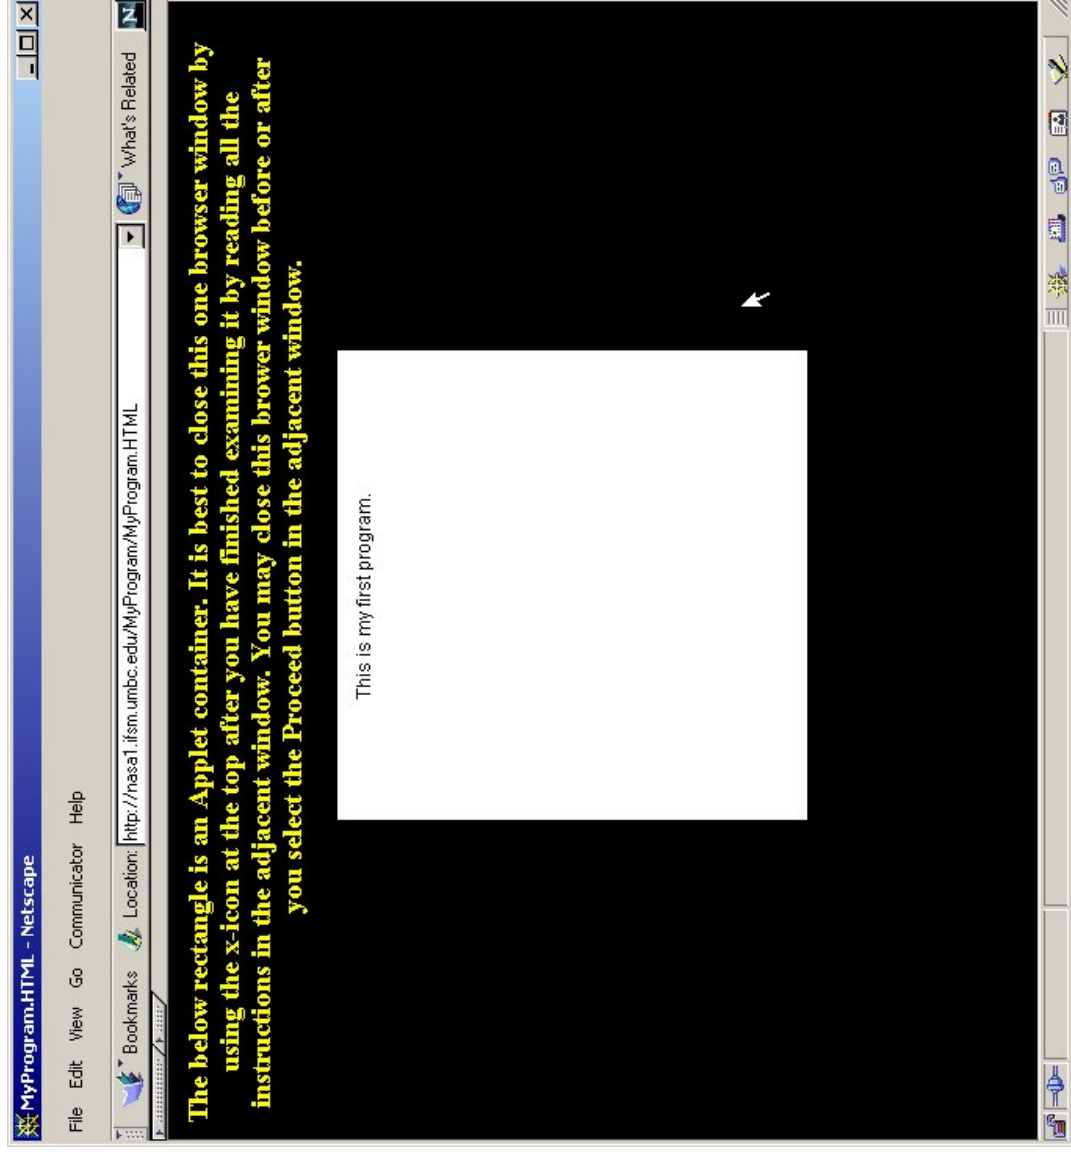 MyProgram.HTML - Netscape
File Edit View Go Communicator Help
Bookmarks Location: http://nasa1.ifsm.umbc.edu/MyProgram/MyProgram.HTML What's Related N
The below rectangle is an Applet container. It is best to close this one browser window by
using the x-icon at the top after you have finished examining it by reading all the
instructions in the adjacent window. You may close this brower window before or after
you select the Proceed button in the adjacent window.
This is my first program.